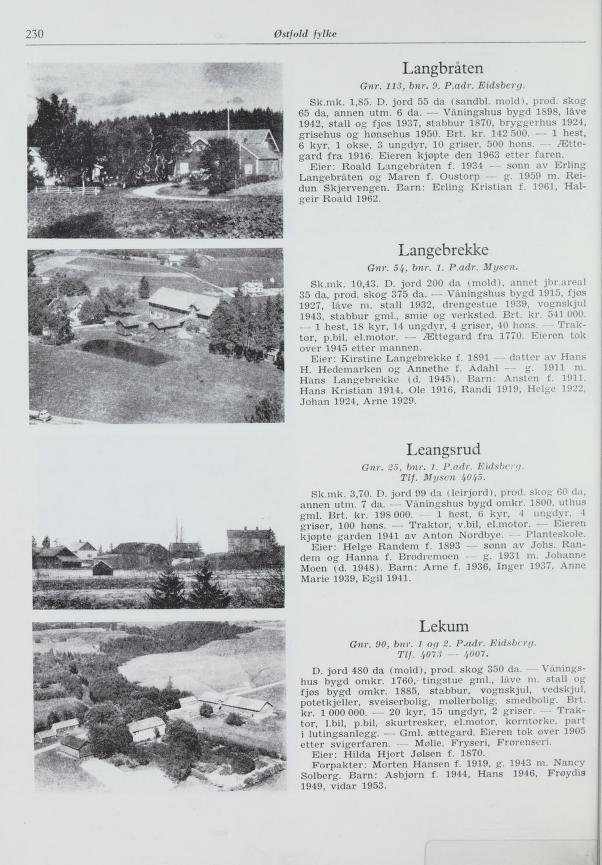 230
Østfold fylke
Langbråten
Gnr. 113, bnr. 9. P.adr. Eidsberg.
Sk.mk. 1,85. D. jord 55 da (sandbl. mold), prod. skog
65 da, annen utm. 6 da. — Våningshus bygd 1898, låve
1942, stall og fjøs 1937, stabbur 1870, bryggerhus 1924,
grisehus og hønsehus 1950. Brt. kr. 142 500. — 1 hest,
6 kyr, 1 okse, 3 ungdyr, 10 griser, 500 høns. — Ætte-
gard fra 1916. Eieren kjøpte den 1963 etter faren.
Eier: Roald Langebråten f. 1934 — sønn av Erling
Langebråten og Maren f. Oustorp — g. 1959 m. Rei-
dun Skjervengen. Barn: Erling Kristian f. 1961, Hal-
geir Roald 1962.
Langebrekke
Gnr. 54, bnr. 1. P.adr. Mysen.
Sk.mk. 10,43. D. jord 200 da (mold), annet jbr.areal
35 da, prod. skog 375 da. — Våningshus bygd 1915, fjøs
1927, låve m. stall 1932, drengestue 1939, vognskjul
1943, stabbur gml., smie og verksted. Brt. kr. 541 000.
— 1 hest, 18 kyr, 14 ungdyr, 4 griser, 40 høns. — Trak-
tor, p.bil, el.motor. — Ættegard fra 1770. Eieren tok
over 1945 etter mannen.
Eier: Kirstine Langebrekke f. 1891 — datter av Hans
H. Hedemarken og Annethe f. Ådahl — g. 1911 m.
Hans Langebrekke (d. 1945). Barn: Ansten f. 1911,
Hans Kristian 1914, Ole 1916, Randi 1919, Helge 1922,
Johan 1924, Arne 1929.
Leangsrud
Gnr. 25, bnr. 1. P.adr. Eidsberg.
Tlf. Mysen 4045.
Sk.mk. 3,70. D. jord 99 da (leirjord), prod. skog 60 da,
annen utm. 7 da. — Våningshus bygd omkr. 1800, uthus
gml. Brt. kr. 198 000. — 1 hest, 6 kyr, 4 ungdyr, 4
griser, 100 høns. — Traktor, v.bil, el.motor. — Eieren
kjøpte garden 1941 av Anton Nordbye. — Planteskole.
Eier: Helge Randem f. 1893 — sønn av Johs. Ran-
dem og Hanna f. Brødremoen — g. 1931 m. Johanne
Moen (d. 1948). Barn: Arne f. 1936, Inger 1937, Anne
Marie 1939, Egil 1941.
Lekum
Gnr. 90, bnr. 1 og 2. P.adr. Eidsberg.
Tlf. 4073 — 4007.
D. jord 480 da (mold), prod. skog 350 da. — Vånings-
hus bygd omkr. 1760, tingstue gml., låve m. stall og
fjøs bygd omkr. 1885, stabbur, vognskjul, vedskjul,
potetkjeller, sveiserbolig, møllerbolig, smedbolig. Brt.
kr. 1 000 000. — 20 kyr, 15 ungdyr, 2 griser. — Trak-
tor, l.bil, p.bil, skurtresker, el.motor, korntørke, part
i lutingsanlegg. — Gml. ættegard. Eieren tok over 1905
etter svigerfaren. — Mølle, Fryseri, Frørenseri.
Eier: Hilda Hjort Jølsen f. 1870.
Forpakter: Morten Hansen f. 1919, g. 1943 m. Nancy
Solberg. Barn: Asbjørn f. 1944, Hans 1946, Frøydis
1949, vidar 1953.